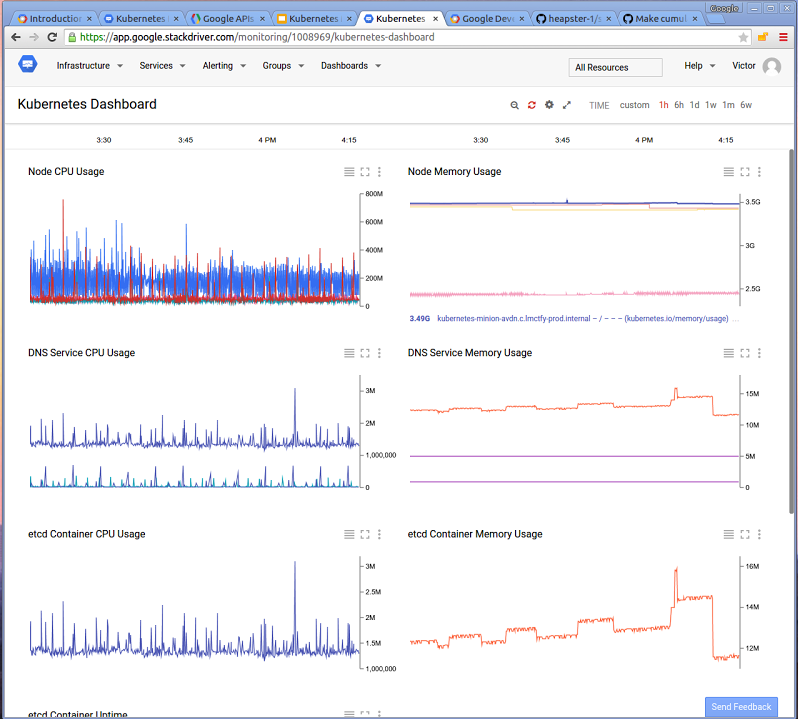 Google
Introduction
Kubernetes
Google APIs
Kubernetes
Kubernetes
Google Deve
heapster-1/s
Make cumul
https://app.google.stackdriver.com/monitoring/1008969/kubernetes-dashboard
Infrastructure Services Alerting Groups Dashboards All Resources Help Victor
Kubernetes Dashboard TIME custom 1h 6h 1d 1w 1m 6w
3:30 3:45 4 PM 4:15 3:30 3:45 4 PM 4:15
Node CPU Usage
800M
600M
400M
200M
0
Node Memory Usage
3.5G
3G
2.5G
3.49G kubernetes-minion-avdn.c.lmctfy-prod.internal – / – – – (kubernetes.io/memory/usage) ...
DNS Service CPU Usage
3M
2M
1,000,000
0
DNS Service Memory Usage
15M
10M
5M
0
etcd Container CPU Usage
3M
2.5M
2M
1.5M
1,000,000
etcd Container Memory Usage
16M
14M
12M
etcd Container Uptime
Send Feedback